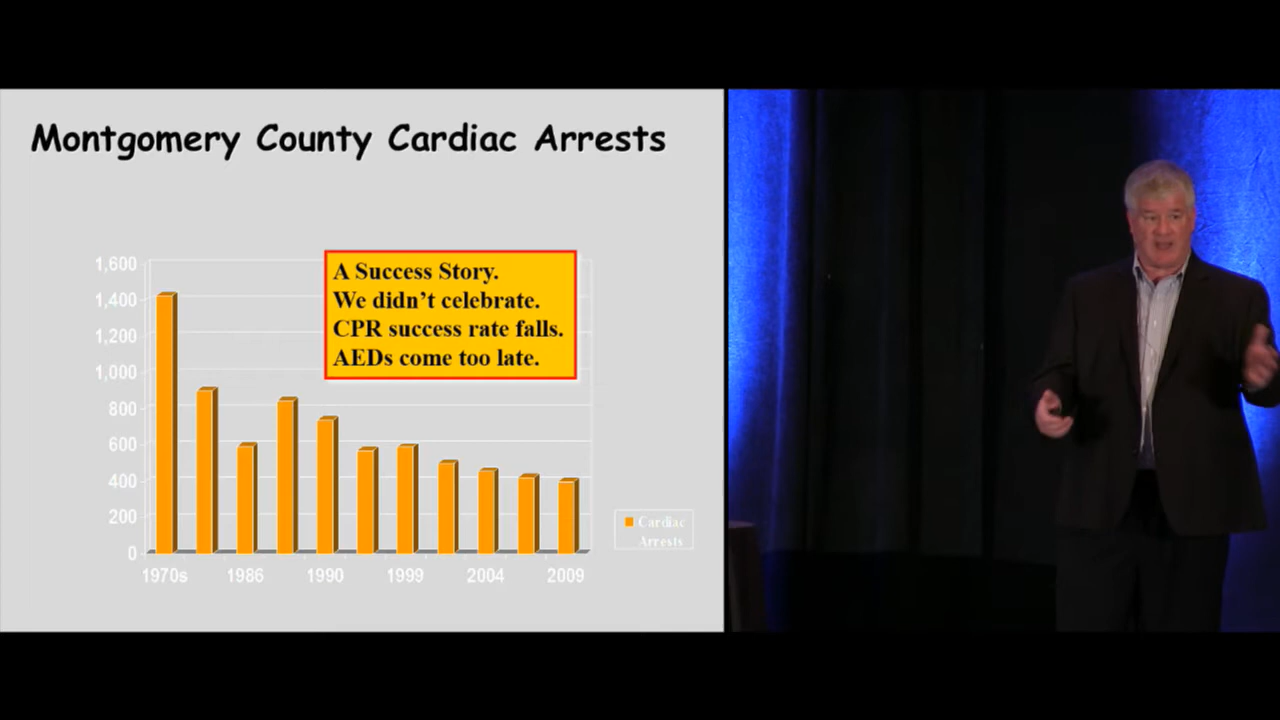 Montgomery County Cardiac Arrests
1,600
1,400
1,200
1,000
800
600
400
200
0
A Success Story.
We didn't celebrate.
CPR success rate falls.
AEDs come too late.
1970s 1986 1990 1999 2004 2009
Cardiac
Arrests